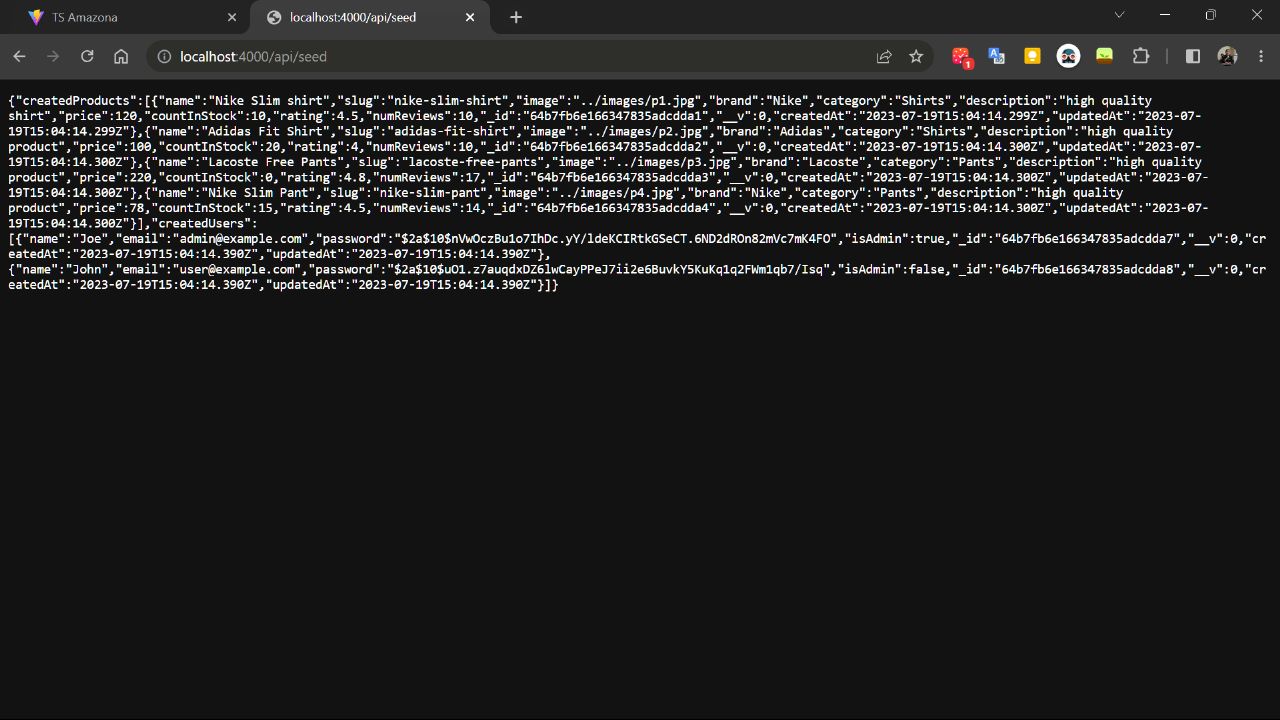 TS Amazona
localhost:4000/api/seed
localhost:4000/api/seed
1
{"createdProducts":[{"name":"Nike Slim shirt","slug":"nike-slim-shirt","image":"../images/p1.jpg","brand":"Nike","category":"Shirts","description":"high quality
shirt","price":120,"countInStock":10,"rating":4.5,"numReviews":10,"_id":"64b7fb6e166347835adcdda1","__v":0,"createdAt":"2023-07-19T15:04:14.299Z","updatedAt":"2023-07-
19T15:04:14.299Z"},{"name":"Adidas Fit Shirt","slug":"adidas-fit-shirt","image":"../images/p2.jpg","brand":"Adidas","category":"Shirts","description":"high quality
product","price":100,"countInStock":20,"rating":4,"numReviews":10,"_id":"64b7fb6e166347835adcdda2","__v":0,"createdAt":"2023-07-19T15:04:14.300Z","updatedAt":"2023-07-
19T15:04:14.300Z"},{"name":"Lacoste Free Pants","slug":"lacoste-free-pants","image":"../images/p3.jpg","brand":"Lacoste","category":"Pants","description":"high quality
product","price":220,"countInStock":0,"rating":4.8,"numReviews":17,"_id":"64b7fb6e166347835adcdda3","__v":0,"createdAt":"2023-07-19T15:04:14.300Z","updatedAt":"2023-07-
19T15:04:14.300Z"},{"name":"Nike Slim Pant","slug":"nike-slim-pant","image":"../images/p4.jpg","brand":"Nike","category":"Pants","description":"high quality
product","price":78,"countInStock":15,"rating":4.5,"numReviews":14,"_id":"64b7fb6e166347835adcdda4","__v":0,"createdAt":"2023-07-19T15:04:14.300Z","updatedAt":"2023-07-
19T15:04:14.300Z"}],"createdUsers":
[{"name":"Joe","email":"admin@example.com","password":"$2a$10$nVwOczBu1o7IhDc.yY/ldeKCIRtkGSeCT.6ND2dROn82mVc7mK4FO","isAdmin":true,"_id":"64b7fb6e166347835adcdda7","__v":0,"cr
eatedAt":"2023-07-19T15:04:14.390Z","updatedAt":"2023-07-19T15:04:14.390Z"},
{"name":"John","email":"user@example.com","password":"$2a$10$uO1.z7auqdxDZ6lwCayPPeJ7ii2e6BuvkY5KuKq1q2FWm1qb7/Isq","isAdmin":false,"_id":"64b7fb6e166347835adcdda8","__v":0,"cr
eatedAt":"2023-07-19T15:04:14.390Z","updatedAt":"2023-07-19T15:04:14.390Z"}]}